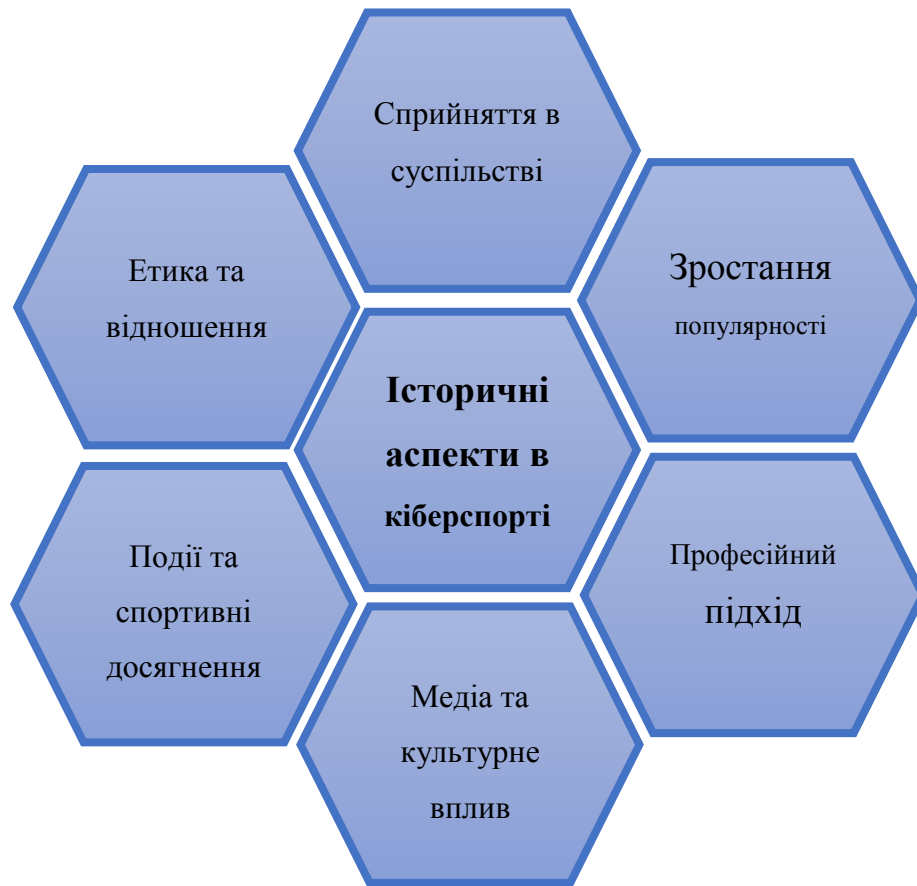 Сприйняття в
суспільстві
Зростання
популярності
Етика та
відношення
Історичні
аспекти в
кіберспорті
Професійний
підхід
Події та
спортивні
досягнення
Медіа та
культурне
вплив